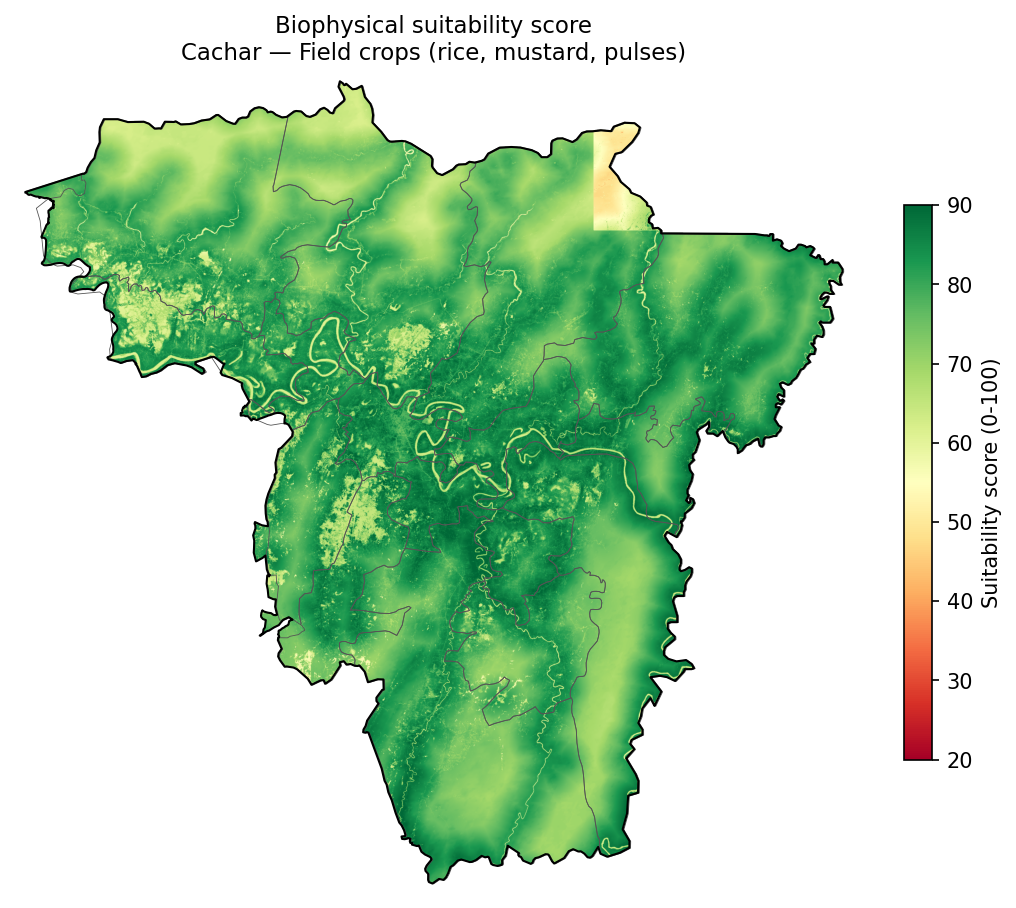 Biophysical suitability score
Cachar — Field crops (rice, mustard, pulses)
90
80
70
60
50
40
30
20
Suitability score (0-100)